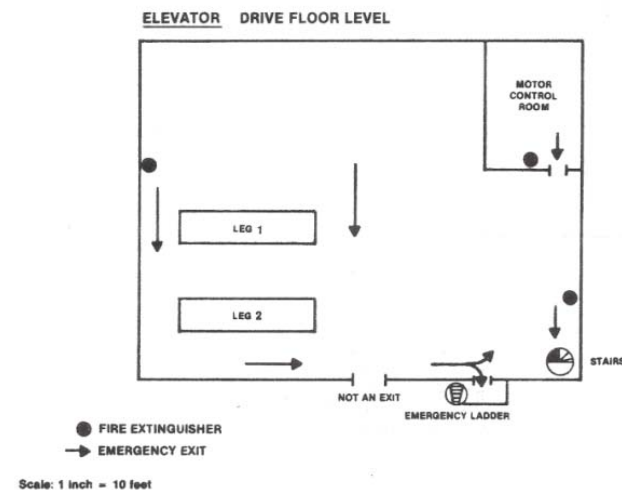 ELEVATOR DRIVE FLOOR LEVEL
MOTOR
CONTROL
ROOM
LEG 1
LEG 2
STAIRS
NOT AN EXIT
EMERGENCY LADDER
FIRE EXTINGUISHER
EMERGENCY EXIT
Scale: 1 inch = 10 feet